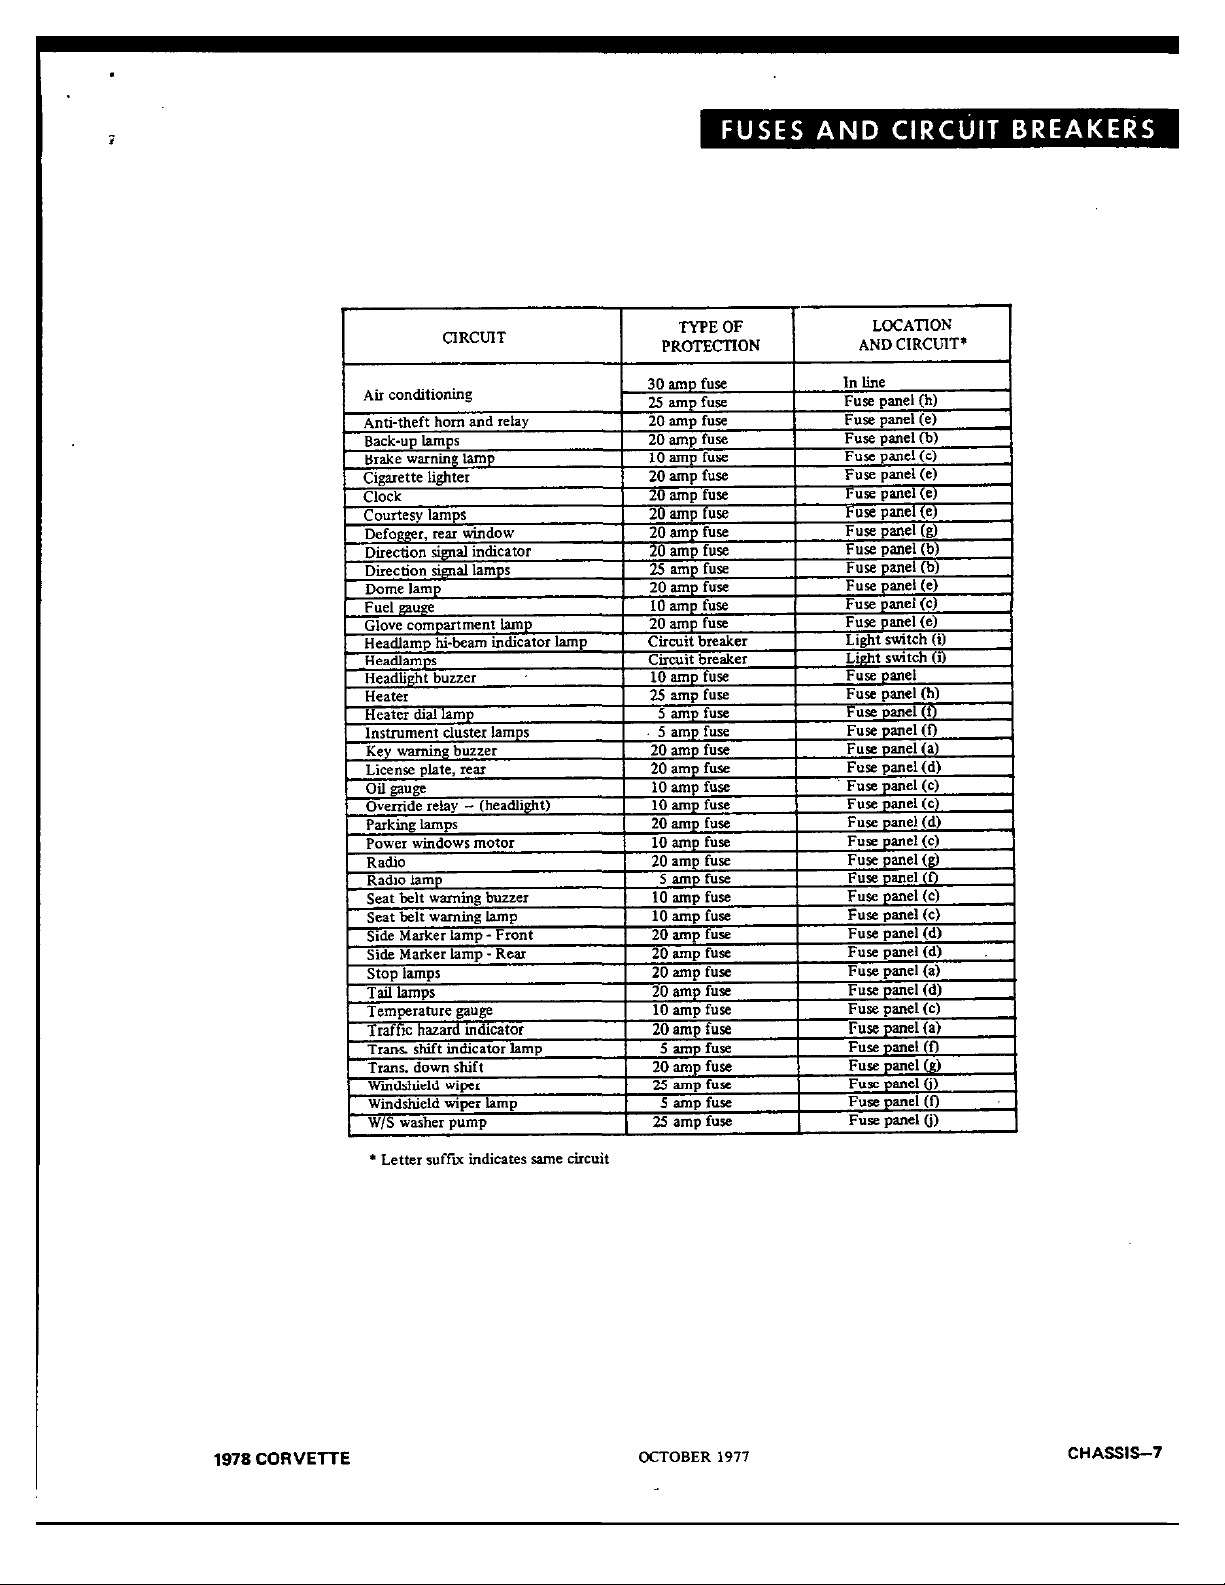 FUSES AND CIRCUIT BREAKERS
CIRCUIT TYPE OF PROTECTION LOCATION AND CIRCUIT*
Air conditioning 30 amp fuse In line
25 amp fuse Fuse panel (h)
Anti-theft horn and relay 20 amp fuse Fuse panel (e)
Back-up lamps 20 amp fuse Fuse panel (b)
Brake warning lamp 10 amp fuse Fuse panel (c)
Cigarette lighter 20 amp fuse Fuse panel (e)
Clock 20 amp fuse Fuse panel (e)
Courtesy lamps 20 amp fuse Fuse panel (e)
Defogger, rear window 20 amp fuse Fuse panel (g)
Direction signal indicator 20 amp fuse Fuse panel (b)
Direction signal lamps 25 amp fuse Fuse panel (b)
Dome lamp 20 amp fuse Fuse panel (e)
Fuel gauge 10 amp fuse Fuse panel (c)
Glove compartment lamp 20 amp fuse Fuse panel (e)
Headlamp hi-beam indicator lamp Circuit breaker Light switch (i)
Headlamps Circuit breaker Light switch (i)
Headlight buzzer 10 amp fuse Fuse panel
Heater 25 amp fuse Fuse panel (h)
Heater dial lamp 5 amp fuse Fuse panel (f)
Instrument cluster lamps 5 amp fuse Fuse panel (f)
Key warning buzzer 20 amp fuse Fuse panel (a)
License plate, rear 20 amp fuse Fuse panel (d)
Oil gauge 10 amp fuse Fuse panel (c)
Override relay – (headlight) 10 amp fuse Fuse panel (c)
Parking lamps 20 amp fuse Fuse panel (d)
Power windows motor 10 amp fuse Fuse panel (c)
Radio 20 amp fuse Fuse panel (g)
Radio lamp 5 amp fuse Fuse panel (f)
Seat belt warning buzzer 10 amp fuse Fuse panel (c)
Seat belt warning lamp 10 amp fuse Fuse panel (c)
Side Marker lamp - Front 20 amp fuse Fuse panel (d)
Side Marker lamp - Rear 20 amp fuse Fuse panel (d)
Stop lamps 20 amp fuse Fuse panel (a)
Tail lamps 20 amp fuse Fuse panel (d)
Temperature gauge 10 amp fuse Fuse panel (c)
Traffic hazard indicator 20 amp fuse Fuse panel (a)
Trans. shift indicator lamp 5 amp fuse Fuse panel (f)
Trans. down shift 20 amp fuse Fuse panel (g)
Windshield wiper 25 amp fuse Fuse panel (j)
Windshield wiper lamp 5 amp fuse Fuse panel (f)
W/S washer pump 25 amp fuse Fuse panel (j)
* Letter suffix indicates same circuit
1978 CORVETTE OCTOBER 1977 CHASSIS–7